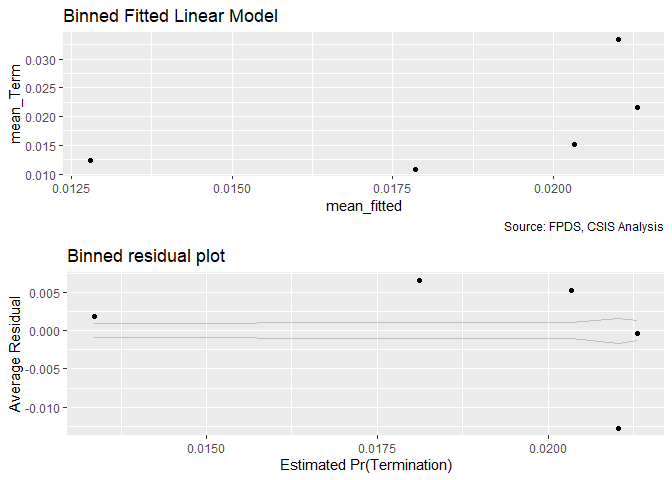 Binned Fitted Linear Model
mean_Term
0.030
0.025
0.020
0.015
0.010
0.0125 0.0150 0.0175 0.0200
mean_fitted
Source: FPDS, CSIS Analysis
Binned residual plot
Average Residual
0.005
0.000
-0.005
-0.010
0.0150 0.0175 0.0200
Estimated Pr(Termination)